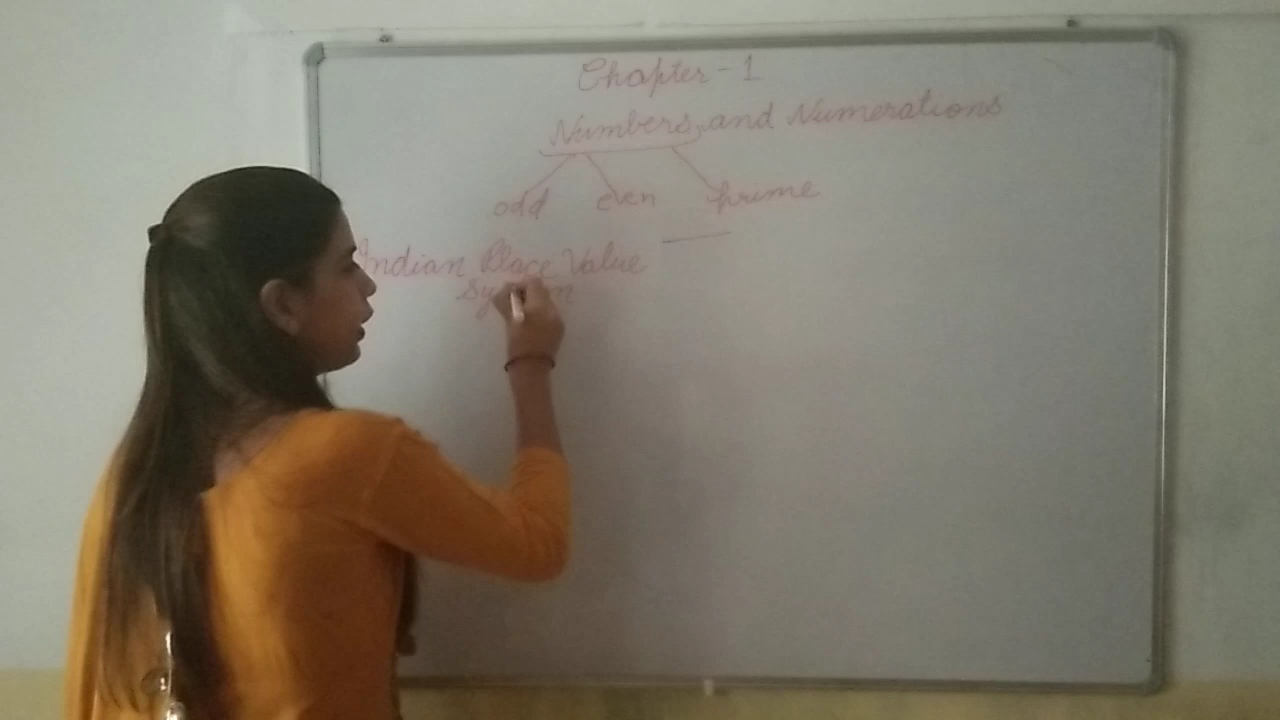 Chapter - 1
Numbers and Numerations
odd even prime
Indian Place Value